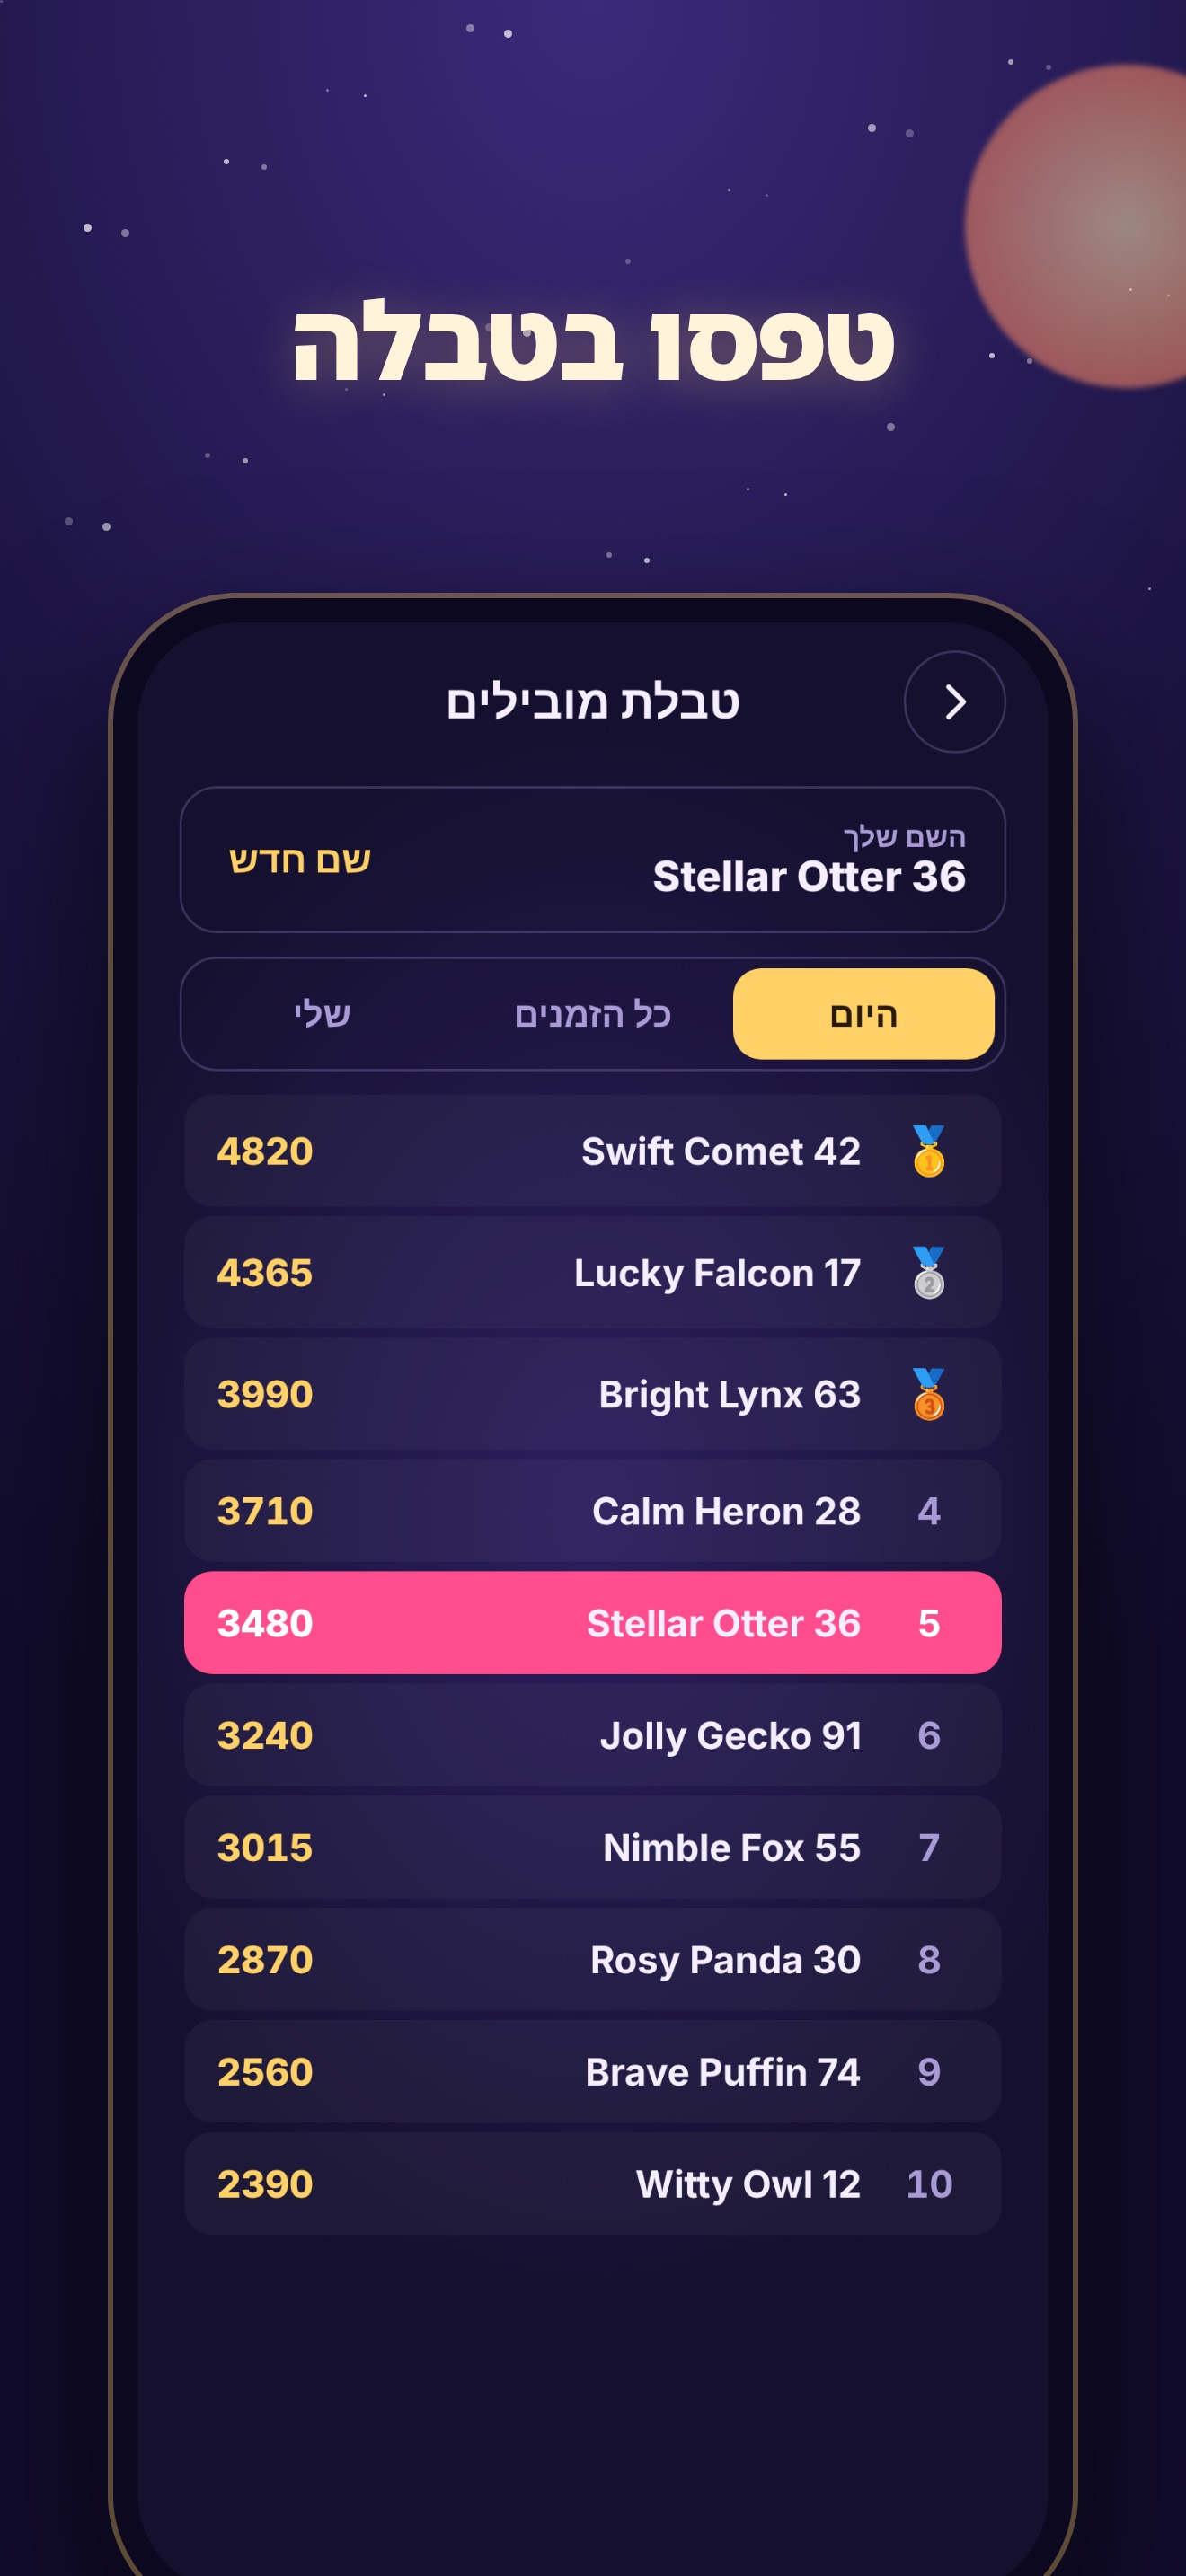 טפסו בטבלה
טבלת מובילים
השם שלך
Stellar Otter 36
שם חדש
היום
כל הזמנים
שלי
1 Swift Comet 42 4820
2 Lucky Falcon 17 4365
3 Bright Lynx 63 3990
4 Calm Heron 28 3710
5 Stellar Otter 36 3480
6 Jolly Gecko 91 3240
7 Nimble Fox 55 3015
8 Rosy Panda 30 2870
9 Brave Puffin 74 2560
10 Witty Owl 12 2390